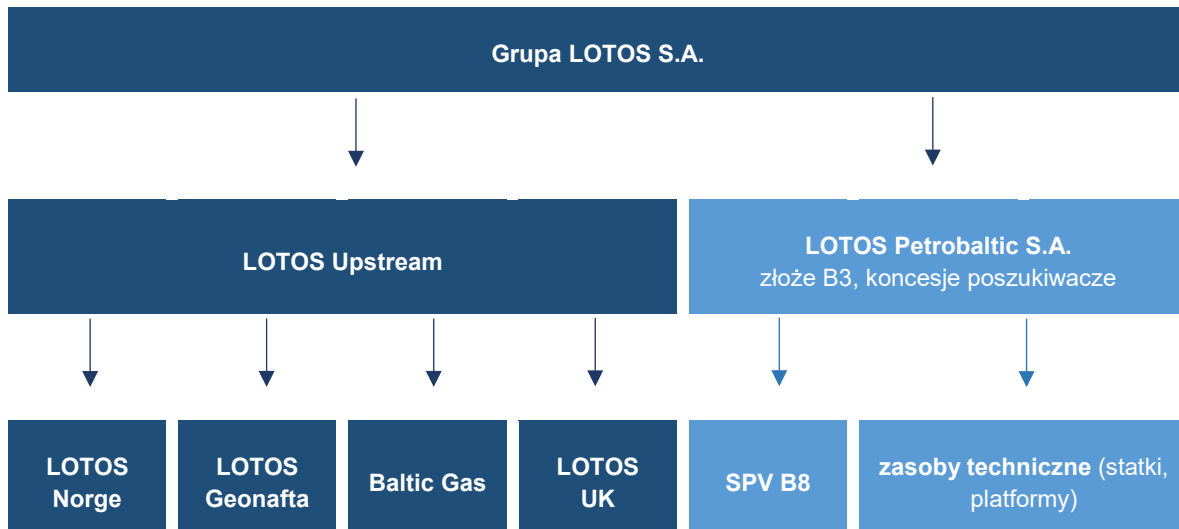 Grupa LOTOS S.A.
LOTOS Upstream
LOTOS Petrobaltic S.A.
złoże B3, koncesje poszukiwacze
LOTOS
Norge
LOTOS
Geonafta
Baltic Gas
LOTOS
UK
SPV B8
zasoby techniczne (statki,
platformy)